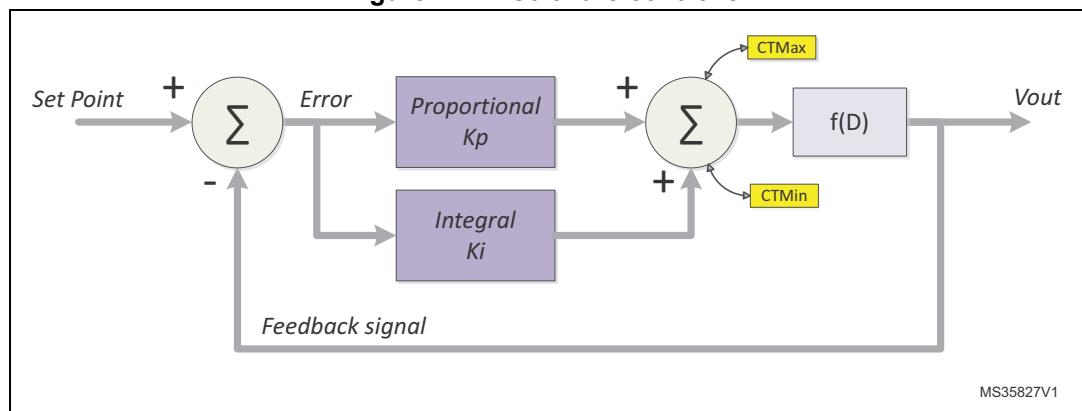 CTMax
Set Point
+
Σ
Error
Proportional
Kp
+
Σ
f(D)
Vout
-
+
CTMin
Integral
Ki
Feedback signal
MS35827V1